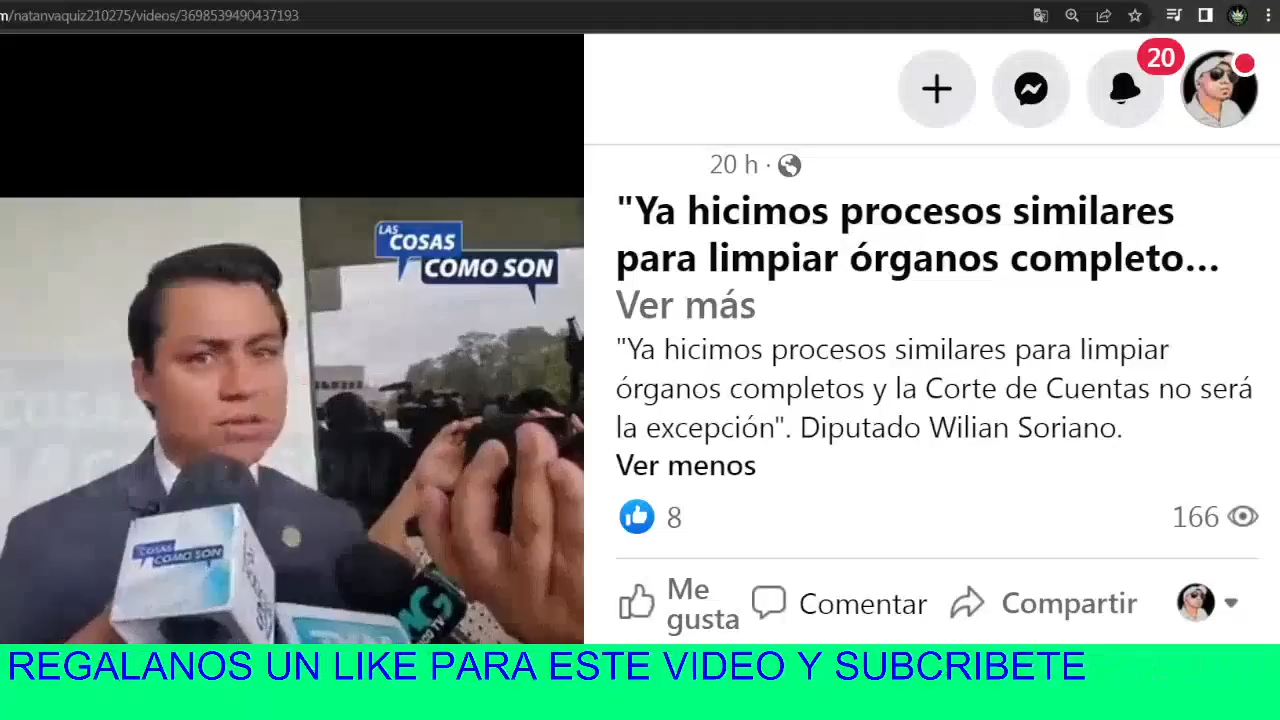 m/natanvaquiz210275/videos/3698539490437193
20
20 h ·
"Ya hicimos procesos similares
para limpiar órganos completo...
Ver más
"Ya hicimos procesos similares para limpiar
órganos completos y la Corte de Cuentas no será
la excepción". Diputado Wilian Soriano.
Ver menos
8
166
Me
gusta
Comentar
Compartir
LAS
COSAS
COMO SON
COSAS
COMO SON
REGALANOS UN LIKE PARA ESTE VIDEO Y SUBCRIBETE